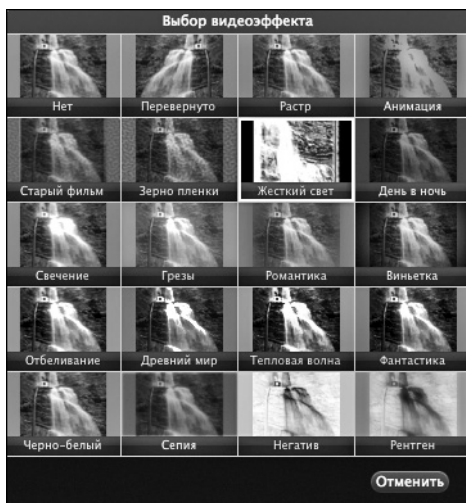 Выбор видеоэффекта
Нет Перевернуто Растр Анимация
Старый фильм Зерно пленки Жесткий свет День в ночь
Свечение Грезы Романтика Виньетка
Отбеливание Древний мир Тепловая волна Фантастика
Черно-белый Сепия Негатив Рентген
Отменить